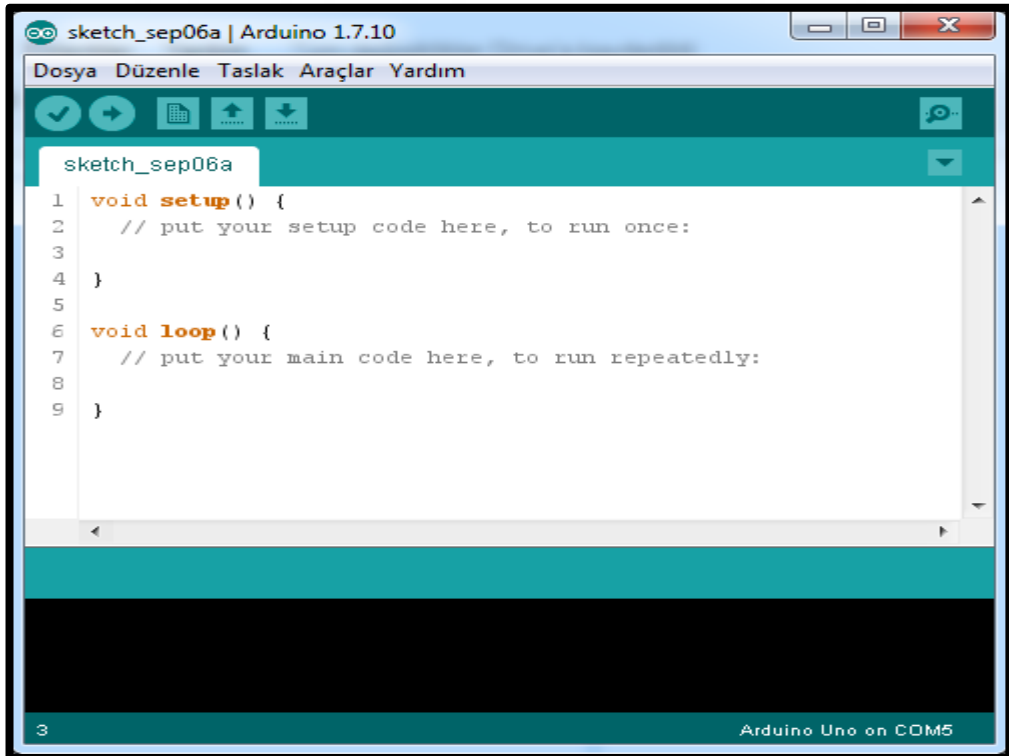 sketch_sep06a | Arduino 1.7.10
Dosya Düzenle Taslak Araçlar Yardım
sketch_sep06a
1 void setup() {
2 // put your setup code here, to run once:
3
4 }
5
6 void loop() {
7 // put your main code here, to run repeatedly:
8
9 }
3 Arduino Uno on COM5